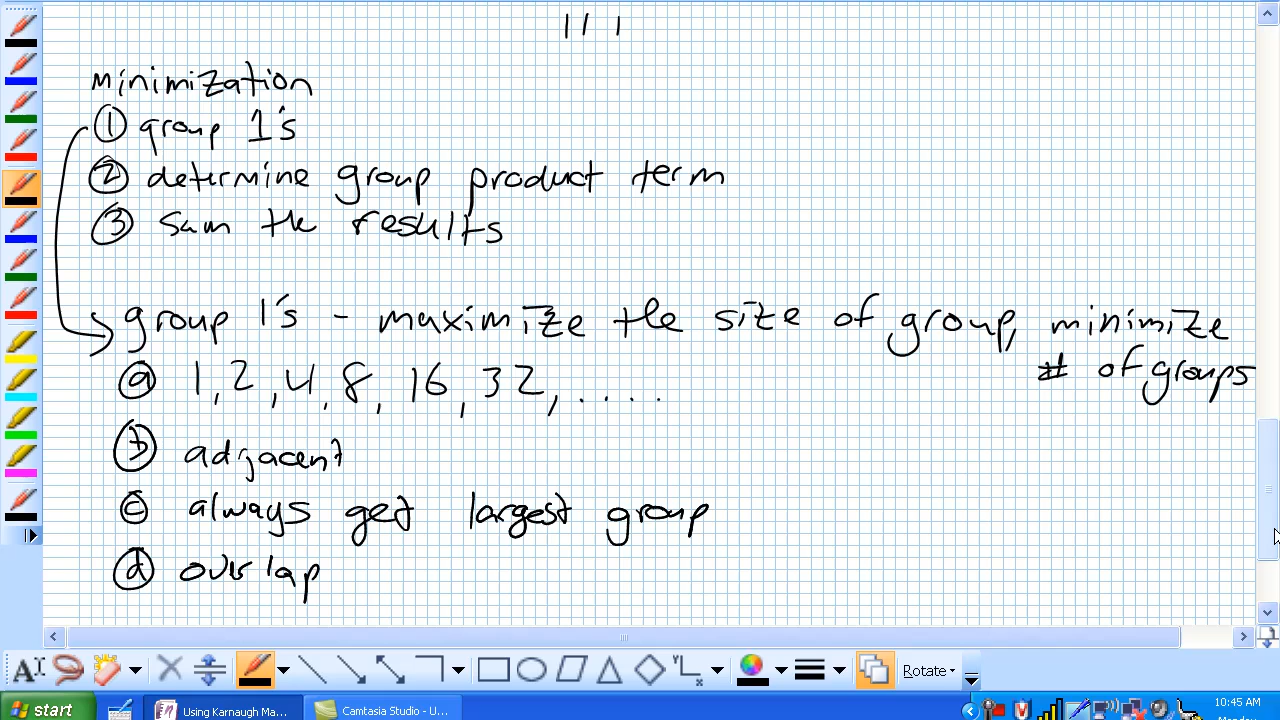 111
minimization
① group 1's
② determine group product term
③ sum the results
group 1's - maximize the size of group, minimize
# of groups
ⓐ 1, 2, 4, 8, 16, 32, ....
ⓑ adjacent
ⓒ always get largest group
ⓓ overlap
A
Rotate
start
Using Karnaugh Ma...
Camtasia Studio - U...
10:45 AM
Monday